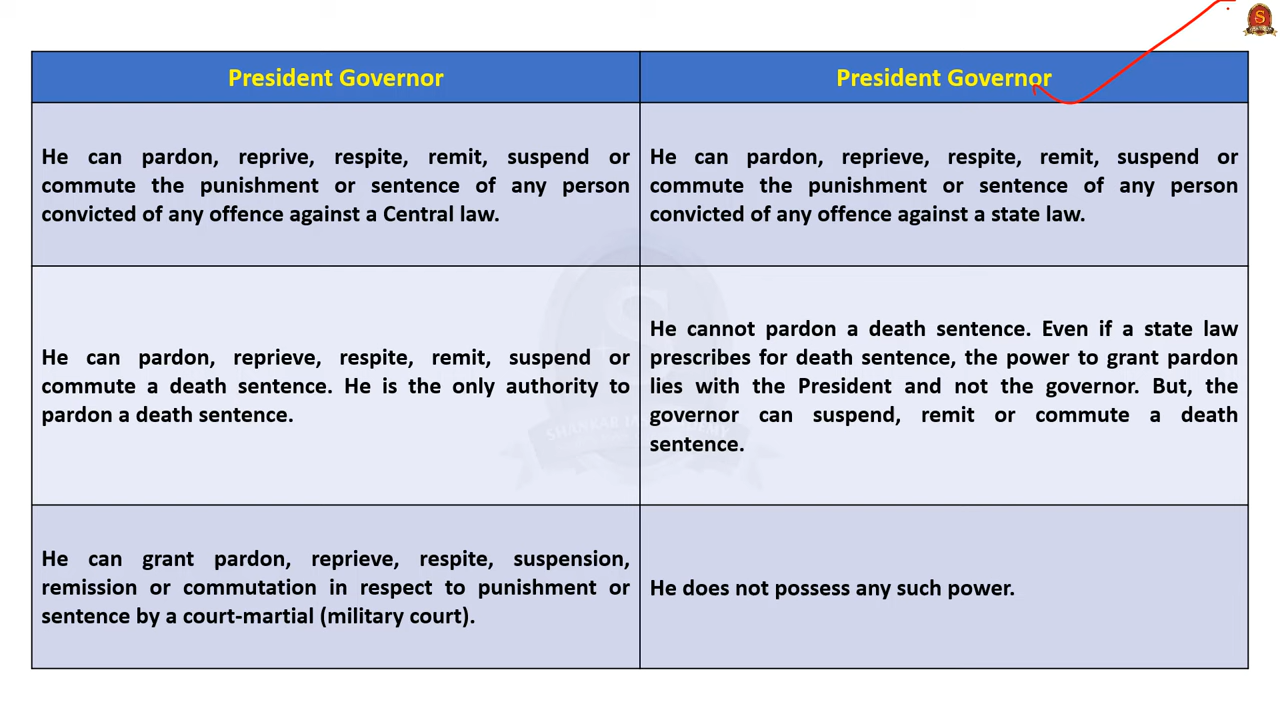 S
President Governor
President Governor
He can pardon, reprive, respite, remit, suspend or
commute the punishment or sentence of any person
convicted of any offence against a Central law.
He can pardon, reprieve, respite, remit, suspend or
commute the punishment or sentence of any person
convicted of any offence against a state law.
He can pardon, reprieve, respite, remit, suspend or
commute a death sentence. He is the only authority to
pardon a death sentence.
He cannot pardon a death sentence. Even if a state law
prescribes for death sentence, the power to grant pardon
lies with the President and not the governor. But, the
governor can suspend, remit or commute a death
sentence.
He can grant pardon, reprieve, respite, suspension,
remission or commutation in respect to punishment or
sentence by a court-martial (military court).
He does not possess any such power.
S
SHANKAR